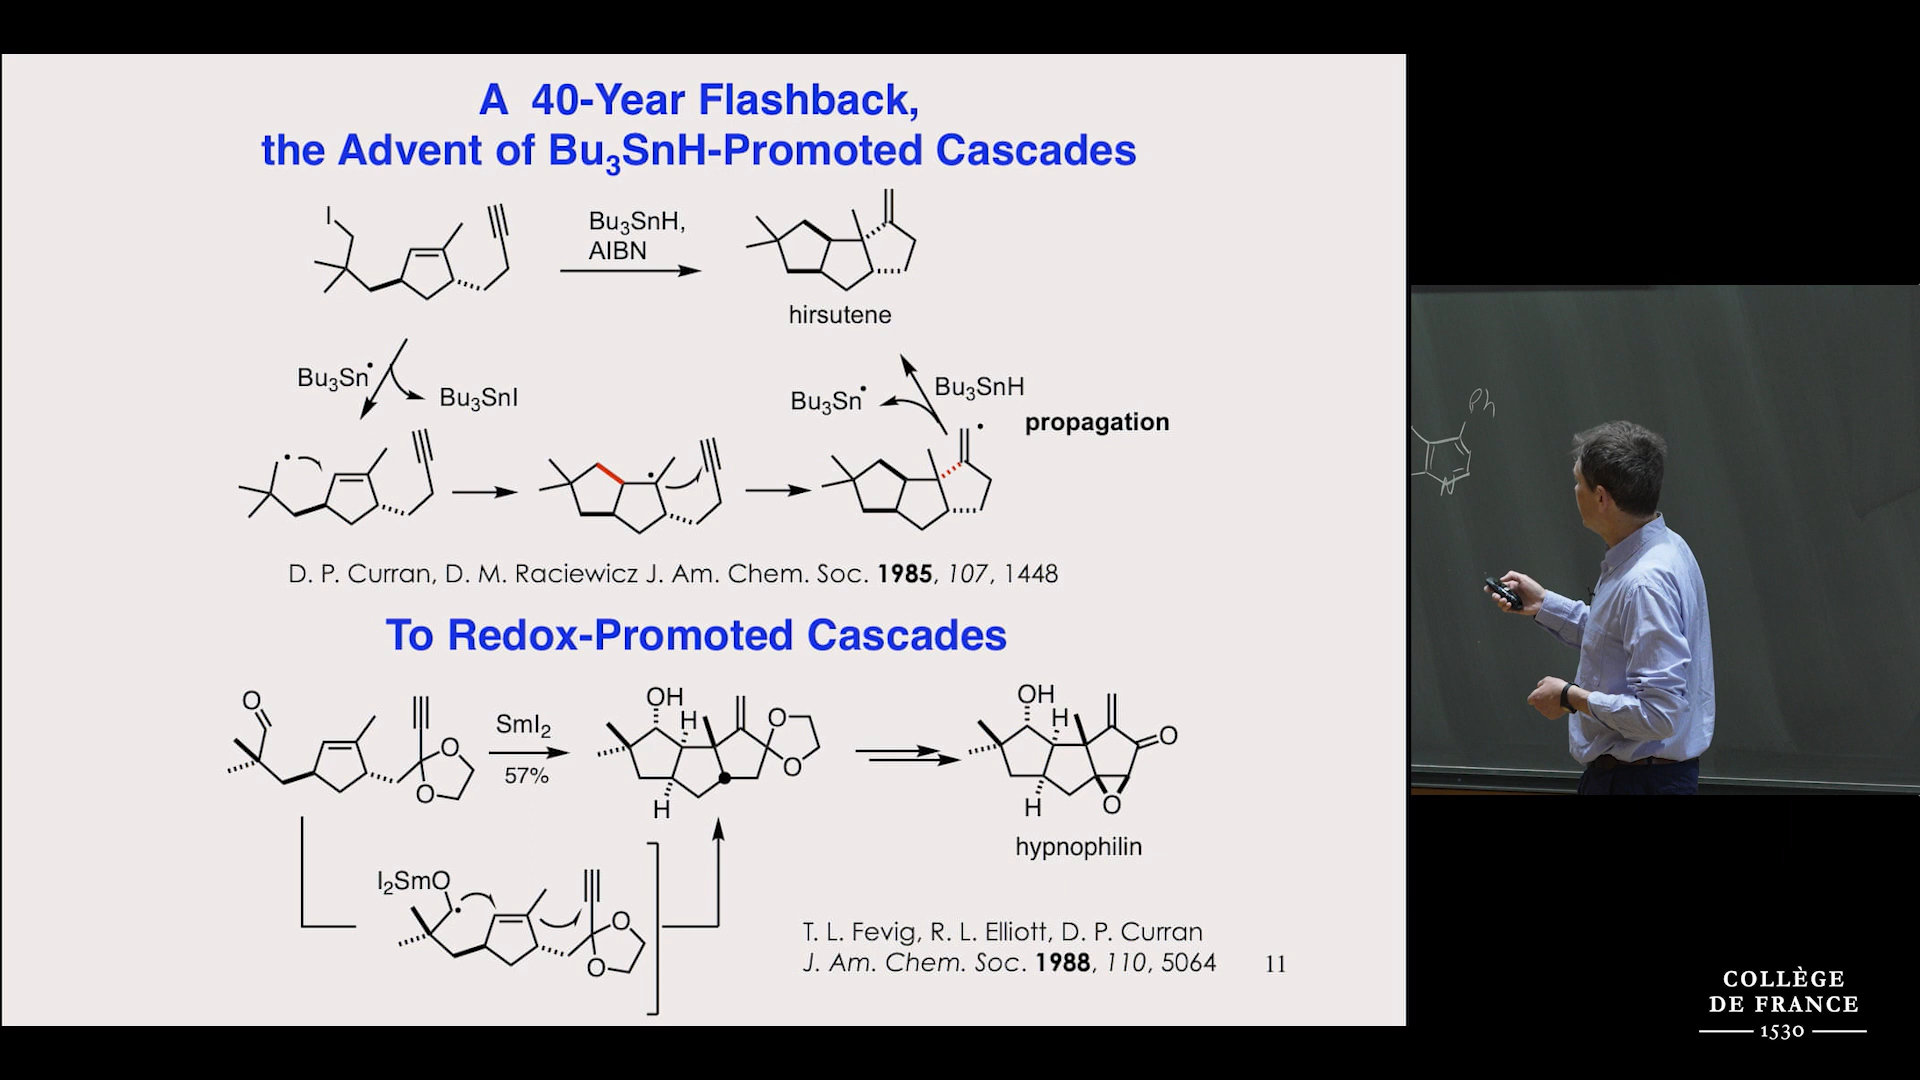 A 40-Year Flashback,
the Advent of Bu₃SnH-Promoted Cascades
I
Bu₃SnH,
AIBN
hirsutene
Bu₃Sn•
Bu₃SnI
Bu₃Sn•
Bu₃SnH
propagation
D. P. Curran, D. M. Raciewicz J. Am. Chem. Soc. 1985, 107, 1448
To Redox-Promoted Cascades
O
O
O
SmI₂
57%
OH
H
H
O
O
OH
H
H
O
O
hypnophilin
I₂SmO
O
O
T. L. Fevig, R. L. Elliott, D. P. Curran
J. Am. Chem. Soc. 1988, 110, 5064
11
Ph
N
COLLÈGE
DE FRANCE
1530